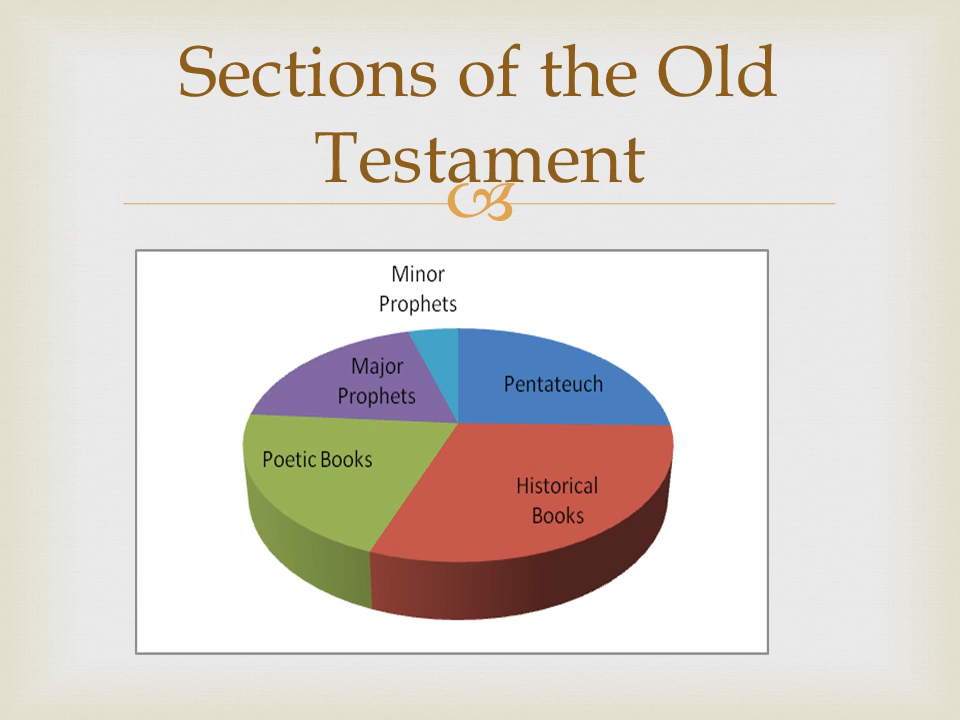 Sections of the Old
Testament
Minor
Prophets
Major
Prophets
Pentateuch
Poetic Books
Historical
Books